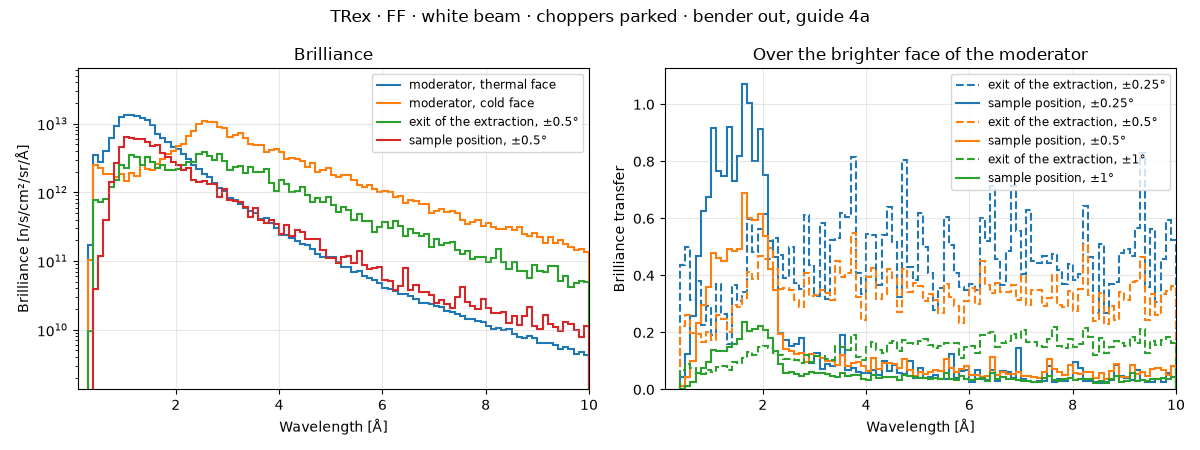 TRex · FF · white beam · choppers parked · bender out, guide 4a
Brilliance
Brilliance [n/s/cm²/sr/Å]
10¹³
10¹²
10¹¹
10¹⁰
moderator, thermal face
moderator, cold face
exit of the extraction, ±0.5°
sample position, ±0.5°
2
4
6
8
10
Wavelength [Å]
Over the brighter face of the moderator
Brilliance transfer
1.0
0.8
0.6
0.4
0.2
0.0
exit of the extraction, ±0.25°
sample position, ±0.25°
exit of the extraction, ±0.5°
sample position, ±0.5°
exit of the extraction, ±1°
sample position, ±1°
2
4
6
8
10
Wavelength [Å]